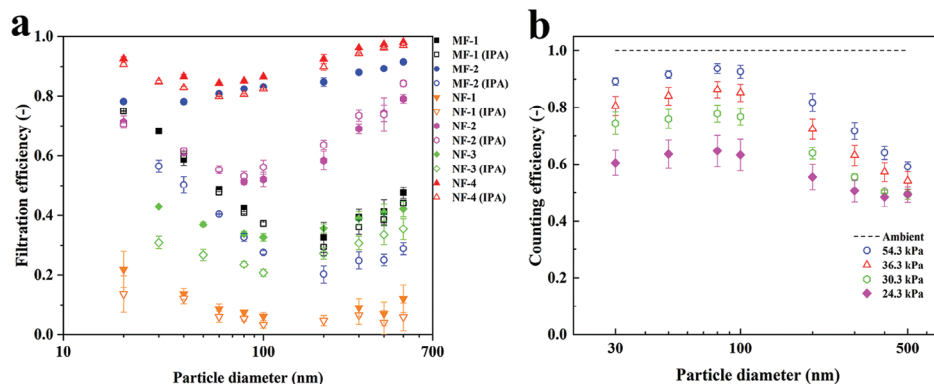 a
Filtration efficiency (-)
1.0
0.8
0.6
0.4
0.2
0.0
10
100
700
Particle diameter (nm)
MF-1
MF-1 (IPA)
MF-2
MF-2 (IPA)
NF-1
NF-1 (IPA)
NF-2
NF-2 (IPA)
NF-3
NF-3 (IPA)
NF-4
NF-4 (IPA)
b
Counting efficiency (-)
1.0
0.8
0.6
0.4
0.2
0.0
30
100
500
Particle diameter (nm)
Ambient
54.3 kPa
36.3 kPa
30.3 kPa
24.3 kPa